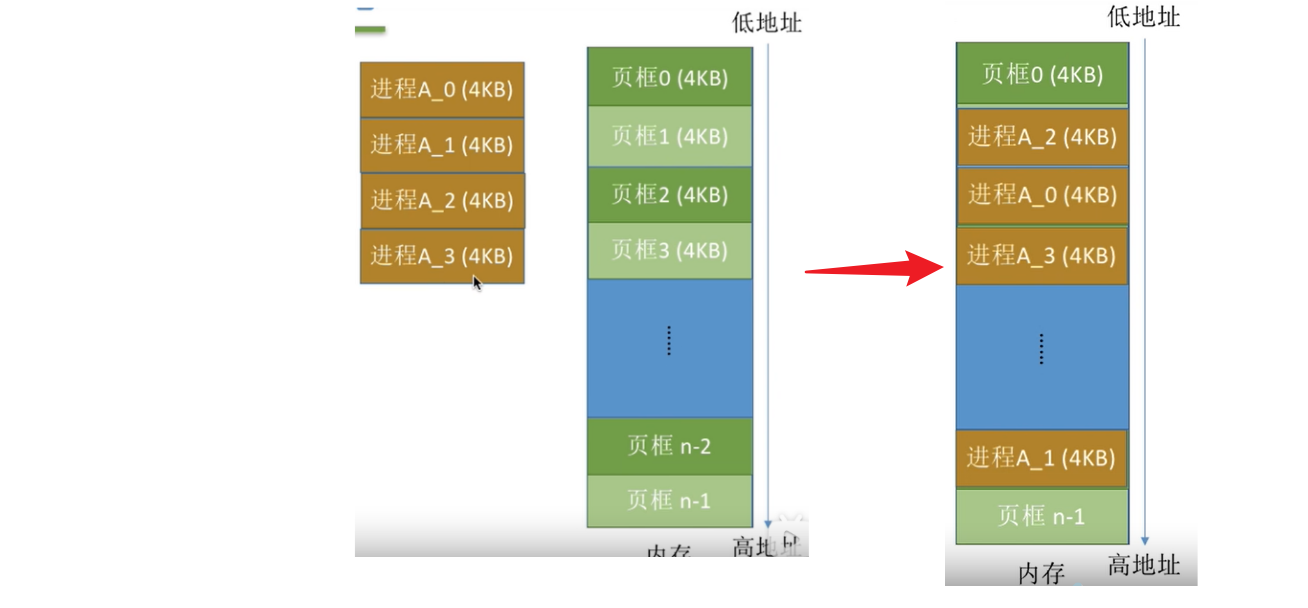 低地址
进程A_0 (4KB)
进程A_1 (4KB)
进程A_2 (4KB)
进程A_3 (4KB)
页框0 (4KB)
页框1 (4KB)
页框2 (4KB)
页框3 (4KB)
页框 n-2
页框 n-1
内存
高地址
低地址
页框0 (4KB)
进程A_2 (4KB)
进程A_0 (4KB)
进程A_3 (4KB)
进程A_1 (4KB)
页框 n-1
内存
高地址